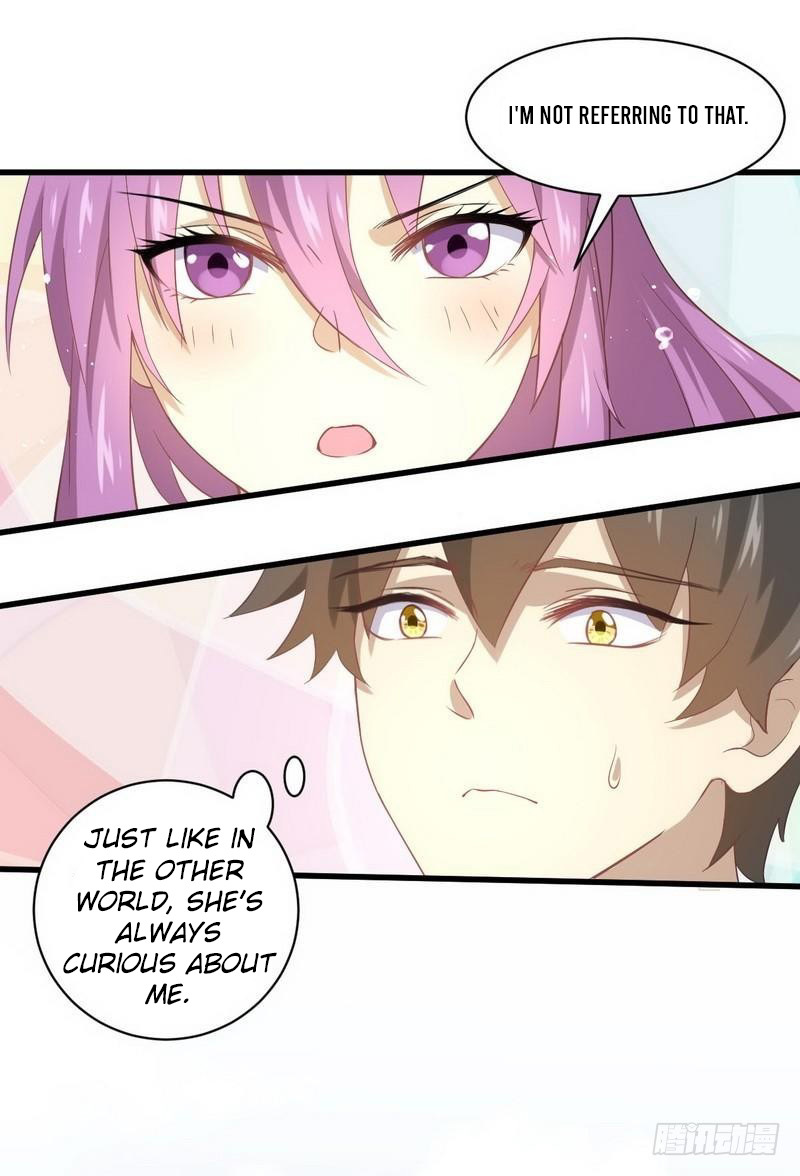 I'M NOT REFERRING TO THAT.
JUST LIKE IN
THE OTHER
WORLD, SHE'S
ALWAYS
CURIOUS ABOUT
ME.
腾讯动漫